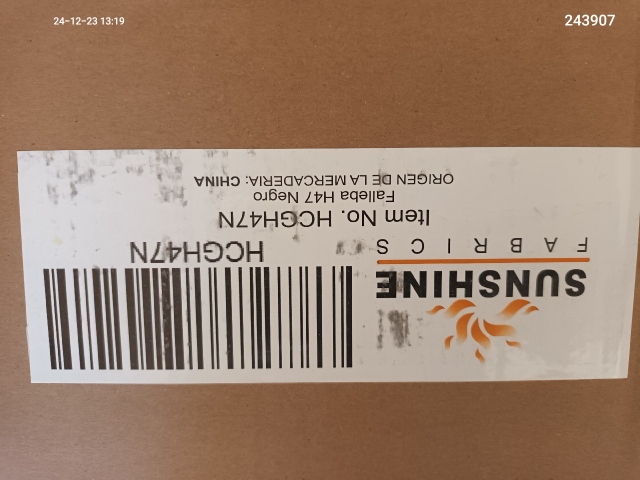 24-12-23 13:19
243907
SUNSHINE
FABRICS
HCGH47N
Item No. HCGH47N
Falleba H47 Negro
ORIGEN DE LA MERCADERIA: CHINA